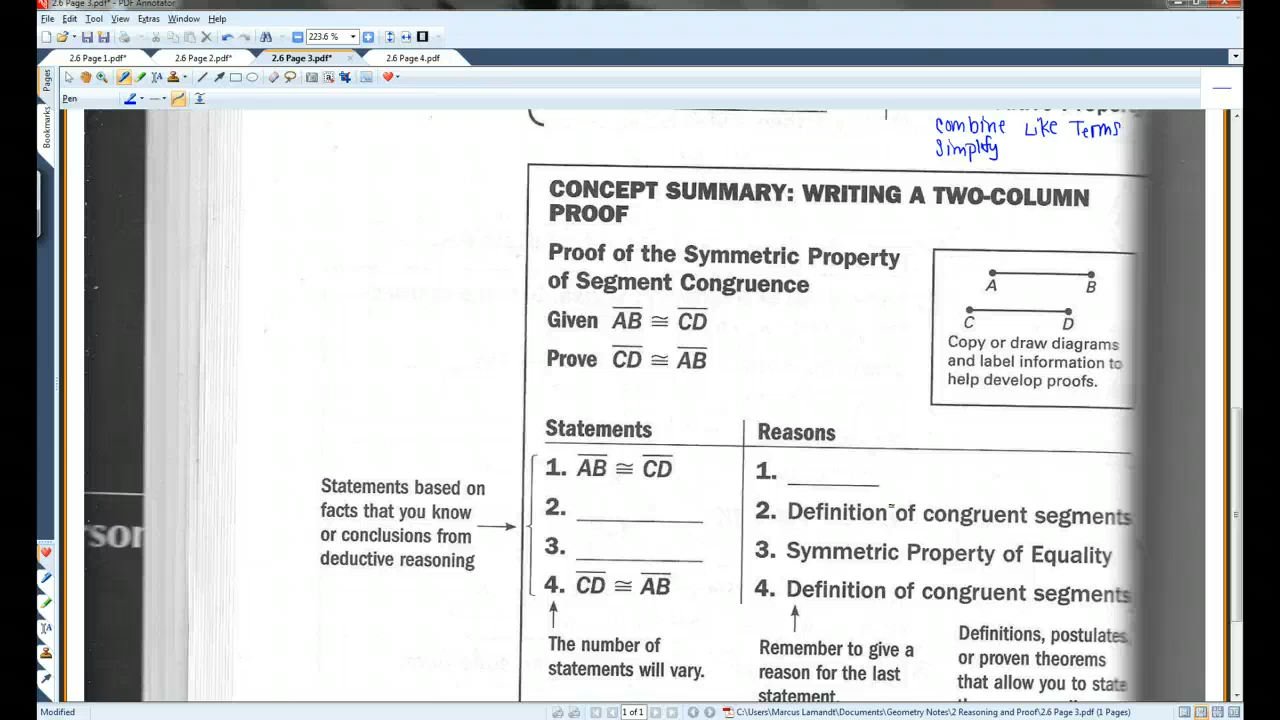 2.6 Page 3.pdf* - PDF Annotator
File Edit Tool View Extras Window Help
223.6 %
2.6 Page 1.pdf* 2.6 Page 2.pdf* 2.6 Page 3.pdf* 2.6 Page 4.pdf
Pen
Pages
Bookmarks
Combine Like Terms
Simplify
CONCEPT SUMMARY: WRITING A TWO-COLUMN
PROOF
Proof of the Symmetric Property
of Segment Congruence
Given AB ≅ CD
Prove CD ≅ AB
A B
C D
Copy or draw diagrams
and label information to
help develop proofs.
Statements Reasons
1. AB ≅ CD 1.
2. 2. Definition of congruent segments
3. 3. Symmetric Property of Equality
4. CD ≅ AB 4. Definition of congruent segments
Statements based on
facts that you know
or conclusions from
deductive reasoning
The number of
statements will vary.
Remember to give a
reason for the last
statement.
Definitions, postulates,
or proven theorems
that allow you to state
Modified 1 of 1 C:\Users\Marcus Lamandt\Documents\Geometry Notes\2 Reasoning and Proof\2.6 Page 3.pdf (1 Pages)